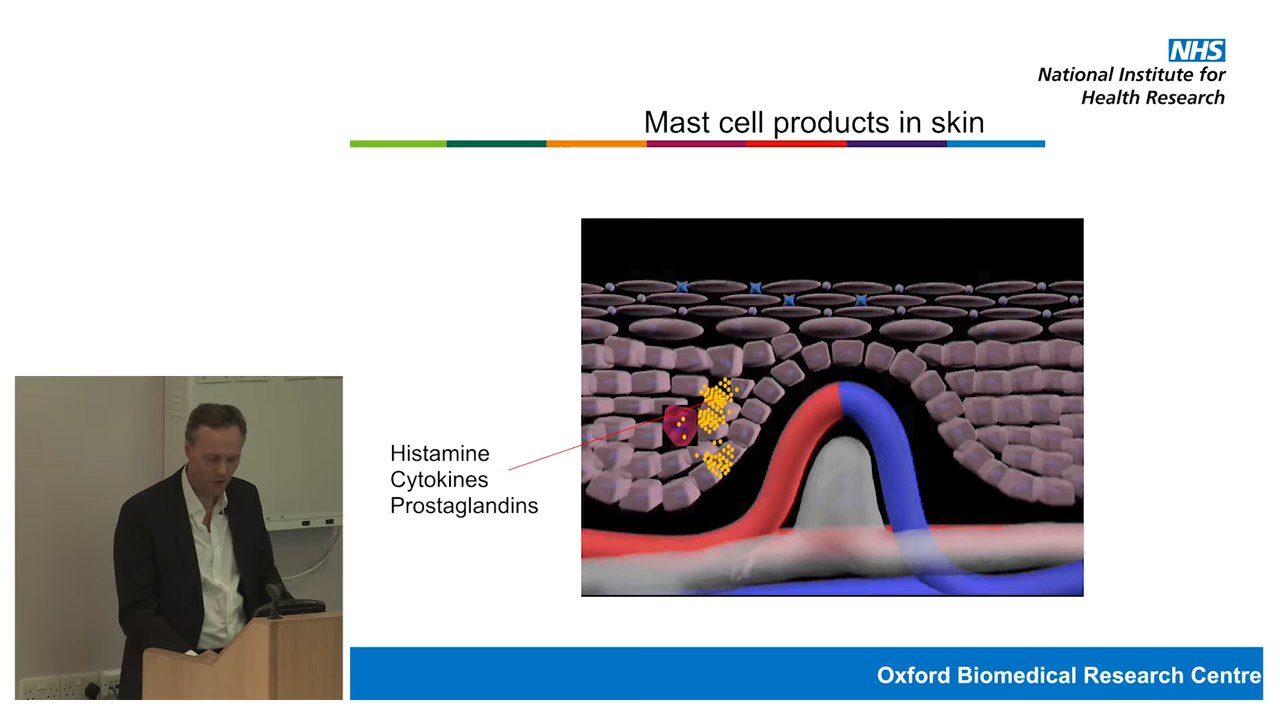 NHS
National Institute for
Health Research
Mast cell products in skin
Histamine
Cytokines
Prostaglandins
Oxford Biomedical Research Centre